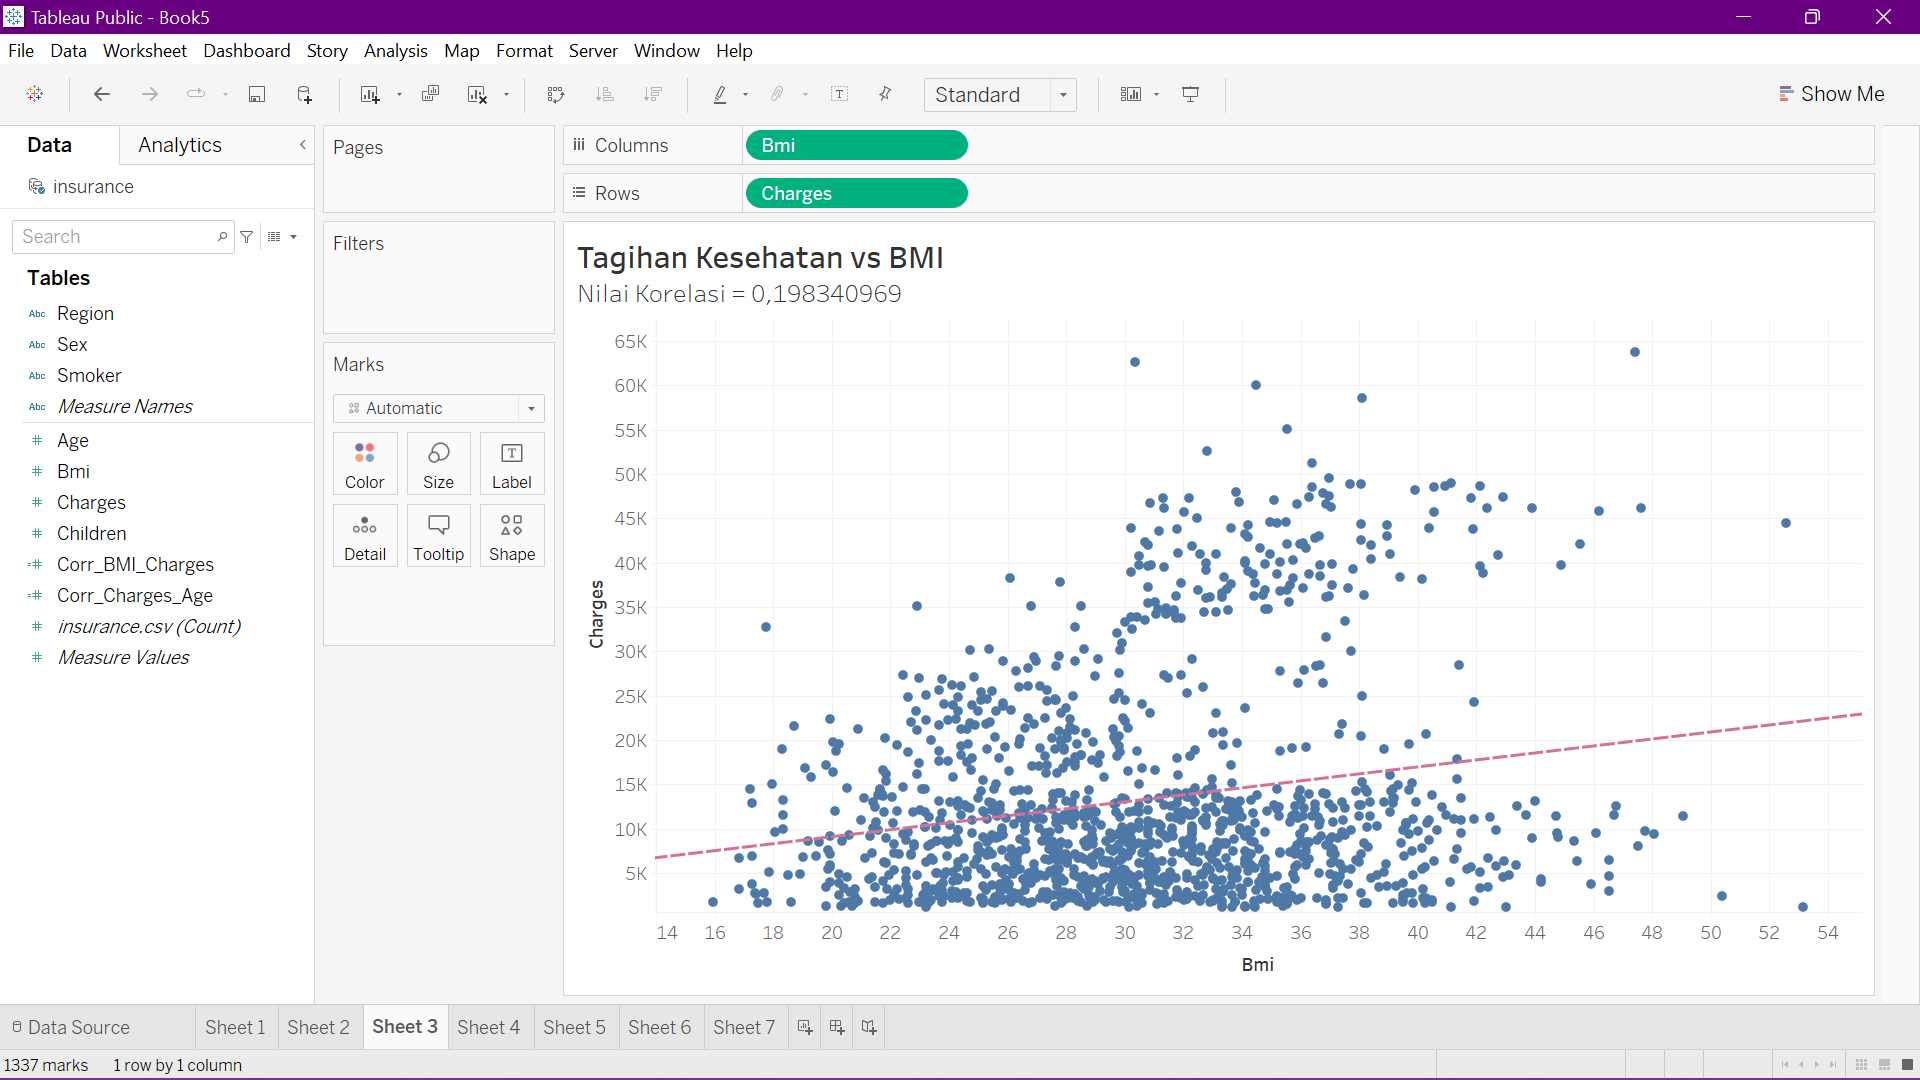 Tableau Public - Book5
File Data Worksheet Dashboard Story Analysis Map Format Server Window Help
Standard
Show Me
Data
Analytics
insurance
Search
Tables
Abc Region
Abc Sex
Abc Smoker
Abc Measure Names
# Age
# Bmi
# Charges
# Children
=# Corr_BMI_Charges
=# Corr_Charges_Age
# insurance.csv (Count)
# Measure Values
Pages
Filters
Marks
Automatic
Color
Size
T
Label
Detail
Tooltip
Shape
Columns
Bmi
Rows
Charges
Tagihan Kesehatan vs BMI
Nilai Korelasi = 0,198340969
65K
60K
55K
50K
45K
40K
35K
30K
25K
20K
15K
10K
5K
Charges
14 16 18 20 22 24 26 28 30 32 34 36 38 40 42 44 46 48 50 52 54
Bmi
Data Source
Sheet 1
Sheet 2
Sheet 3
Sheet 4
Sheet 5
Sheet 6
Sheet 7
1337 marks
1 row by 1 column